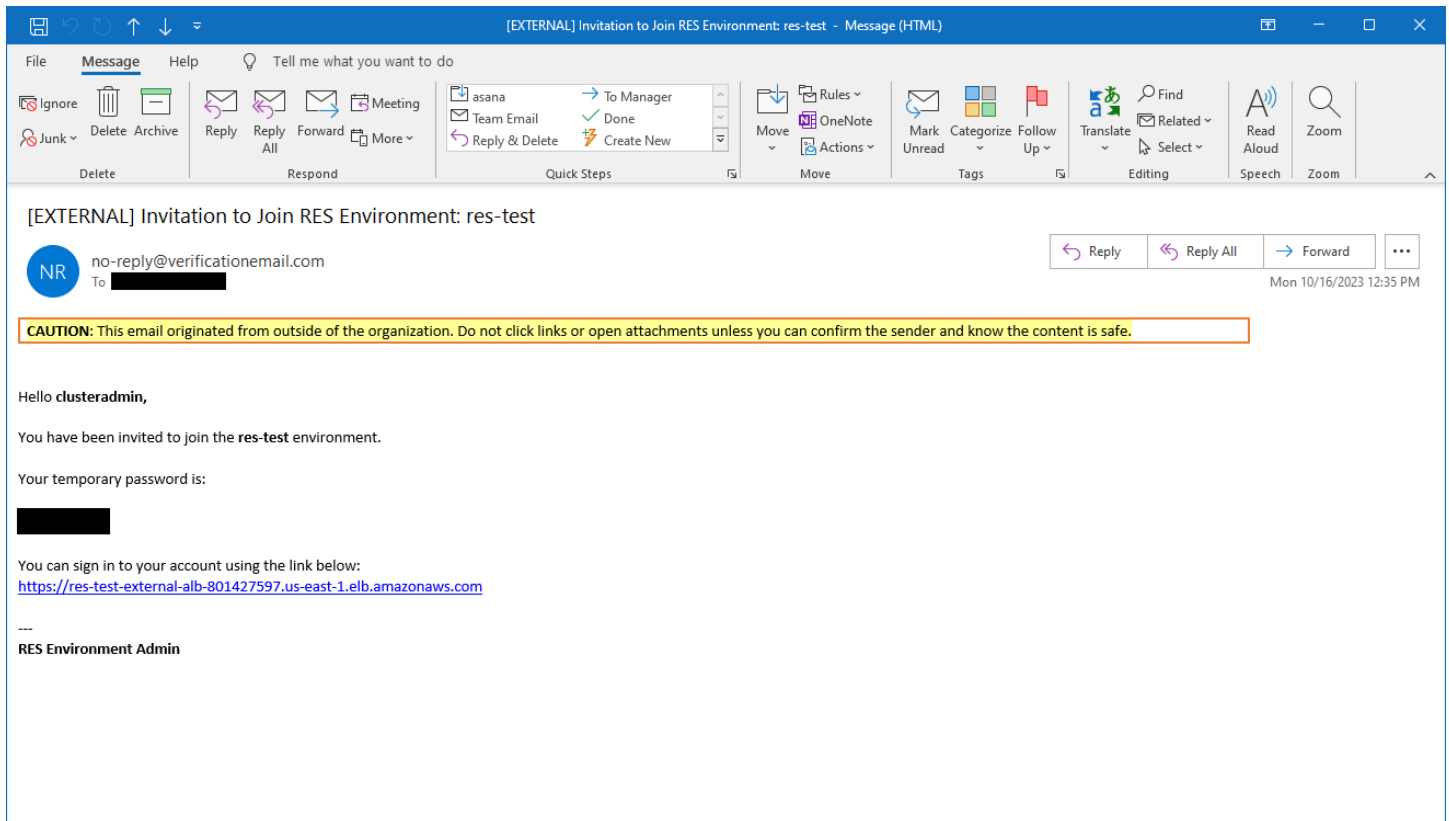 [EXTERNAL] Invitation to Join RES Environment: res-test - Message (HTML)
File Message Help Tell me what you want to do
Ignore
Junk
Delete
Archive
Delete
Reply
Reply All
Forward
Meeting
More
Respond
asana
To Manager
Team Email
Done
Reply & Delete
Create New
Quick Steps
Move
Rules
OneNote
Actions
Move
Mark Unread
Categorize
Follow Up
Tags
Translate
Find
Related
Select
Editing
Read Aloud
Speech
Zoom
Zoom
[EXTERNAL] Invitation to Join RES Environment: res-test
NR
no-reply@verificationemail.com
To
Reply
Reply All
Forward
Mon 10/16/2023 12:35 PM
CAUTION: This email originated from outside of the organization. Do not click links or open attachments unless you can confirm the sender and know the content is safe.
Hello clusteradmin,
You have been invited to join the res-test environment.
Your temporary password is:
You can sign in to your account using the link below:
https://res-test-external-alb-801427597.us-east-1.elb.amazonaws.com
---
RES Environment Admin